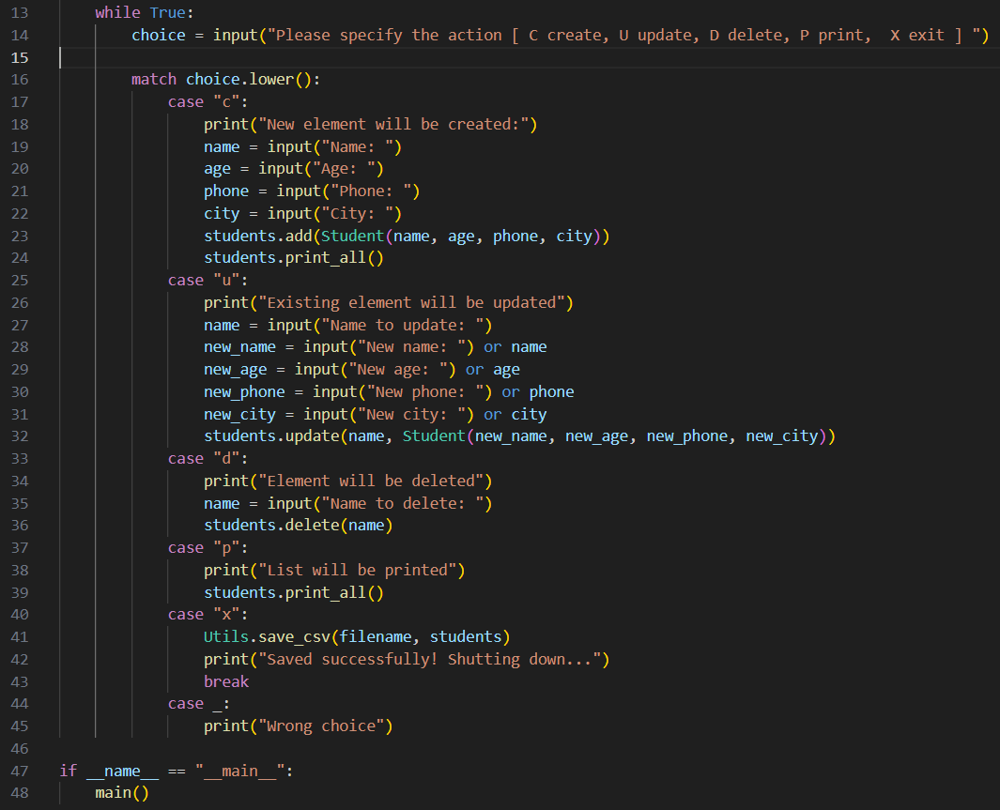 13 while True:
14 choice = input("Please specify the action [ C create, U update, D delete, P print,  X exit ] ")
15
16 match choice.lower():
17 case "c":
18 print("New element will be created:")
19 name = input("Name: ")
20 age = input("Age: ")
21 phone = input("Phone: ")
22 city = input("City: ")
23 students.add(Student(name, age, phone, city))
24 students.print_all()
25 case "u":
26 print("Existing element will be updated")
27 name = input("Name to update: ")
28 new_name = input("New name: ") or name
29 new_age = input("New age: ") or age
30 new_phone = input("New phone: ") or phone
31 new_city = input("New city: ") or city
32 students.update(name, Student(new_name, new_age, new_phone, new_city))
33 case "d":
34 print("Element will be deleted")
35 name = input("Name to delete: ")
36 students.delete(name)
37 case "p":
38 print("List will be printed")
39 students.print_all()
40 case "x":
41 Utils.save_csv(filename, students)
42 print("Saved successfully! Shutting down...")
43 break
44 case _:
45 print("Wrong choice")
46
47 if __name__ == "__main__":
48 main()